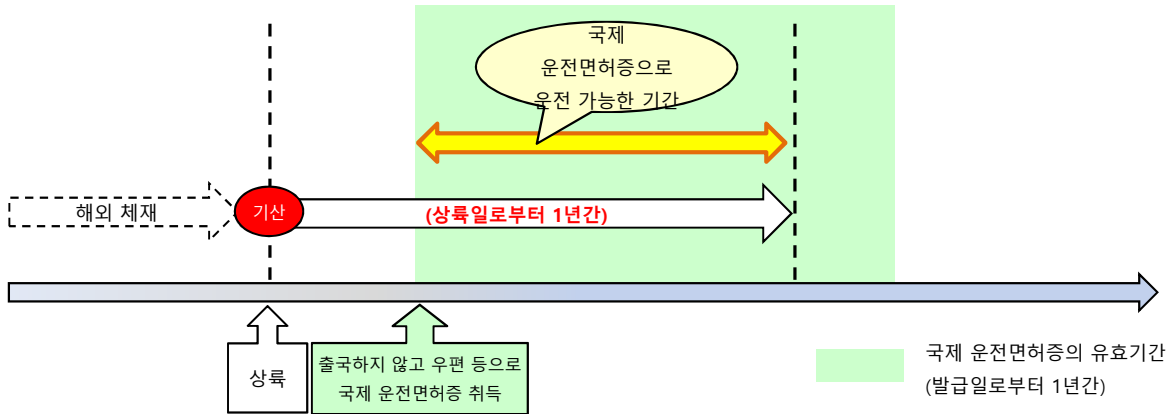 국제
운전면허증으로
운전 가능한 기간
해외 체재
기산
(상륙일로부터 1년간)
상륙
출국하지 않고 우편 등으로
국제 운전면허증 취득
국제 운전면허증의 유효기간
(발급일로부터 1년간)